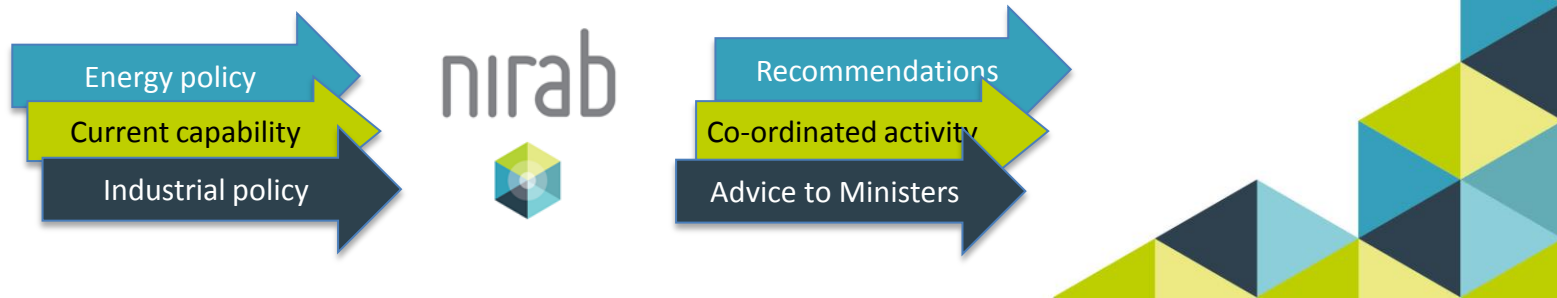 Energy policy
Current capability
Industrial policy
nirab
Recommendations
Co-ordinated activity
Advice to Ministers